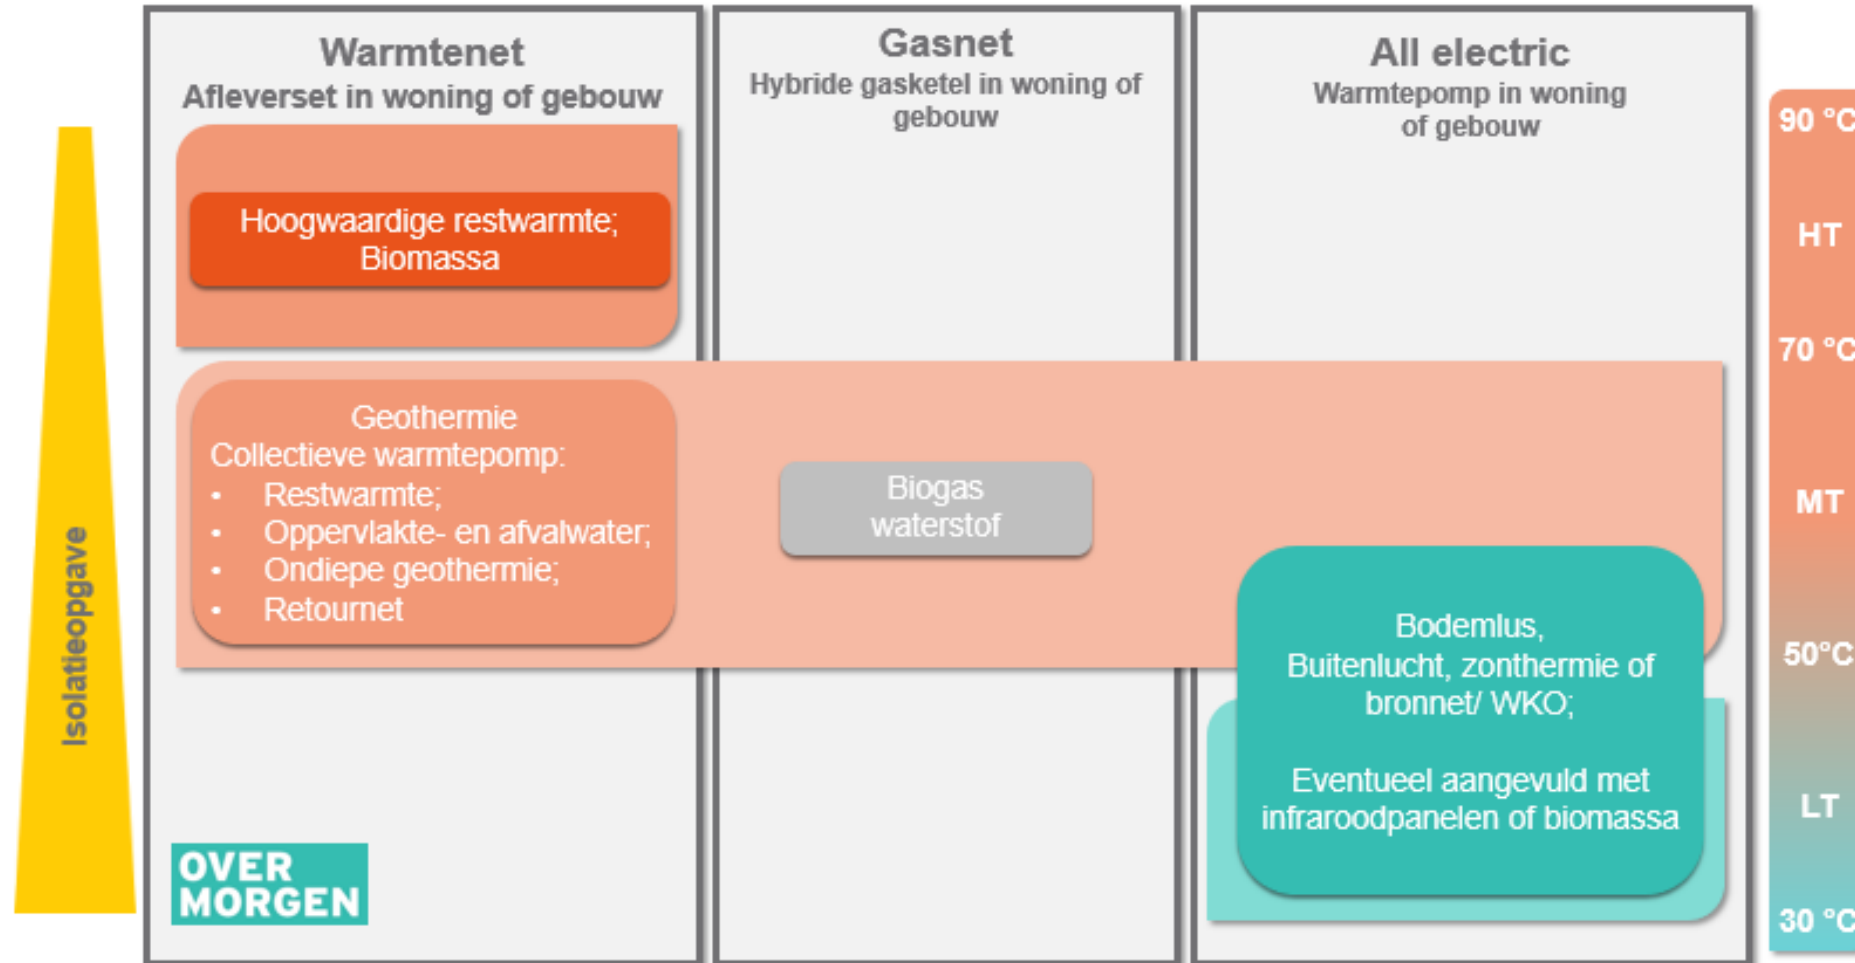 Warmtenet
Afleverset in woning of gebouw
Gasnet
Hybride gasketel in woning of
gebouw
All electric
Warmtepomp in woning
of gebouw
Isolatieopgave
Hoogwaardige restwarmte;
Biomassa
Geothermie
Collectieve warmtepomp:
• Restwarmte;
• Oppervlakte- en afvalwater;
• Ondiepe geothermie;
• Retournet
Biogas
waterstof
Bodemlus,
Buitenlucht, zonthermie of
bronnet/ WKO;
Eventueel aangevuld met
infraroodpanelen of biomassa
90 °C
HT
70 °C
MT
50°C
LT
30 °C
OVER
MORGEN